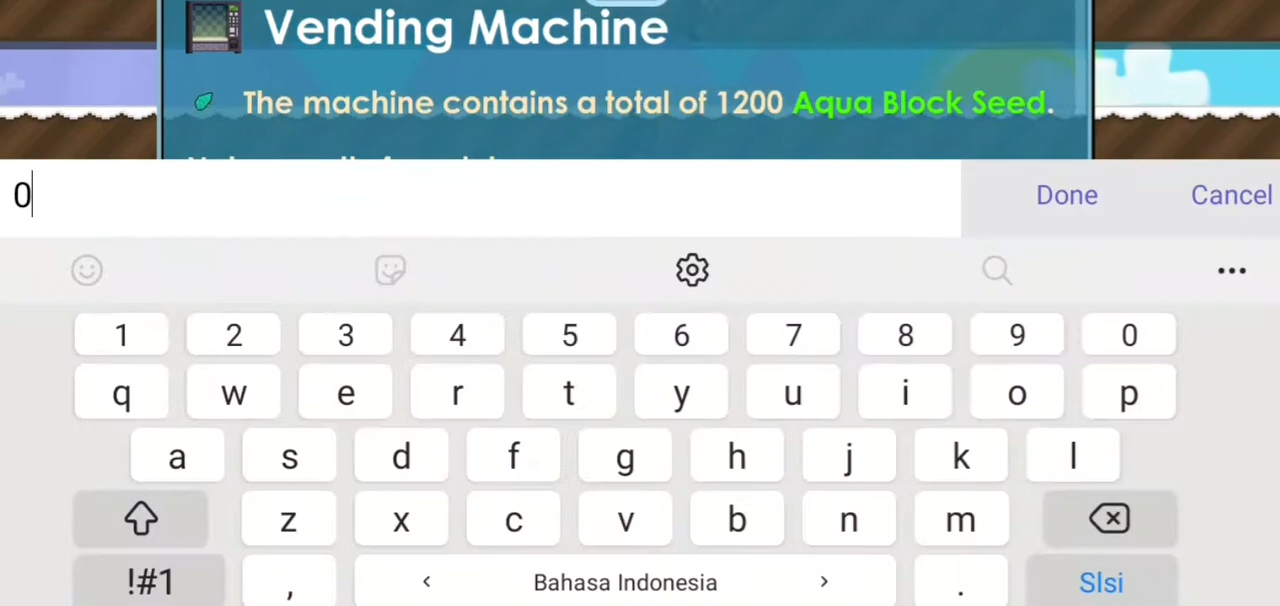 Vending Machine
The machine contains a total of 1200 Aqua Block Seed.
0
Done Cancel
1 2 3 4 5 6 7 8 9 0
q w e r t y u i o p
a s d f g h j k l
z x c v b n m
!#1 , < Bahasa Indonesia > . Slsi